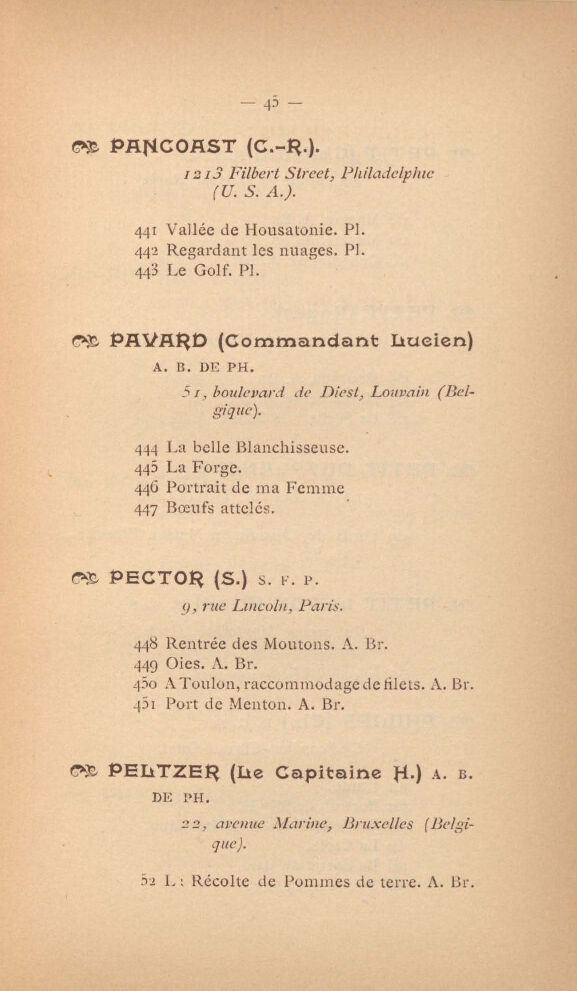 — 45 —
PANCOAST (C.-R.).
1213 Filbert Street, Philadelphie
(U. S. A.).
441 Vallée de Housatonie. Pl.
442 Regardant les nuages. Pl.
443 Le Golf. Pl.
PAVARD (Commandant Lucien)
A. B. DE PH.
51, boulevard de Diest, Louvain (Bel-
gique).
444 La belle Blanchisseuse.
445 La Forge.
446 Portrait de ma Femme
447 Bœufs attelés.
PECTOR (S.) S. F. P.
9, rue Lincoln, Paris.
448 Rentrée des Moutons. A. Br.
449 Oies. A. Br.
450 A Toulon, raccommodage de filets. A. Br.
451 Port de Menton. A. Br.
PELTZER (Le Capitaine H.) A. B.
DE PH.
22, avenue Marine, Bruxelles (Belgi-
que).
52 L : Récolte de Pommes de terre. A. Br.